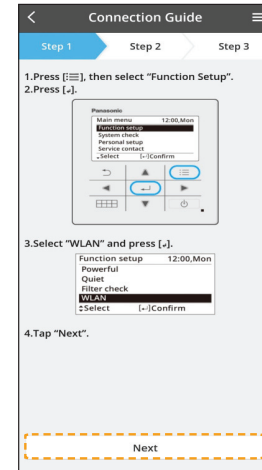 Connection Guide
Step 1 Step 2 Step 3
1.Press [⁝☰], then select “Function Setup”.
2.Press [↵].
Panasonic
Main menu 12:00,Mon
Function setup
System check
Personal setup
Service contact
Select [↵]Confirm
3.Select “WLAN” and press [↵].
Function setup 12:00,Mon
Powerful
Quiet
Filter check
WLAN
Select [↵]Confirm
4.Tap “Next”.
Next